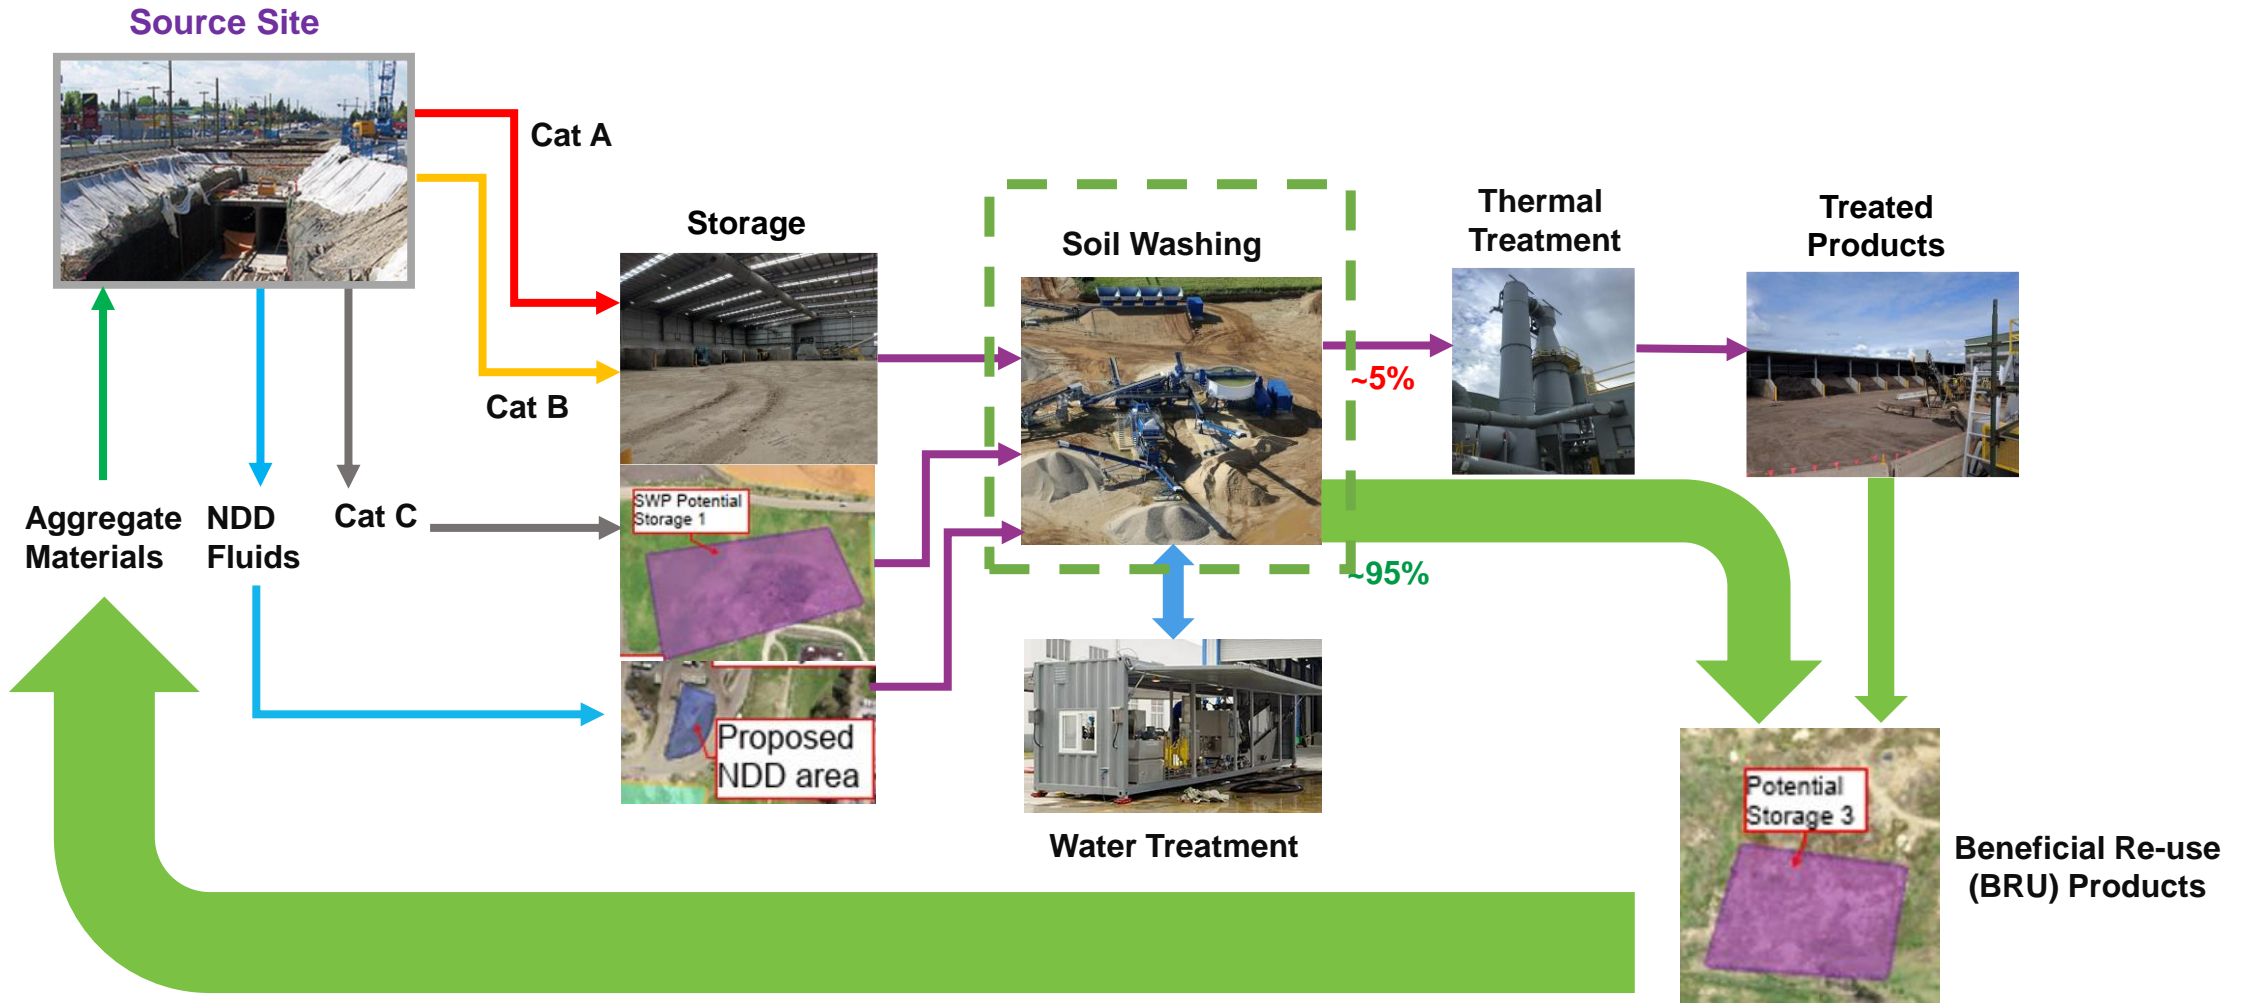 Source Site
Cat A
Cat B
Storage
Soil Washing
Thermal
Treatment
Treated
Products
~5%
~95%
Aggregate
Materials
NDD
Fluids
Cat C
SWP Potential
Storage 1
Proposed
NDD area
Water Treatment
Potential
Storage 3
Beneficial Re-use
(BRU) Products